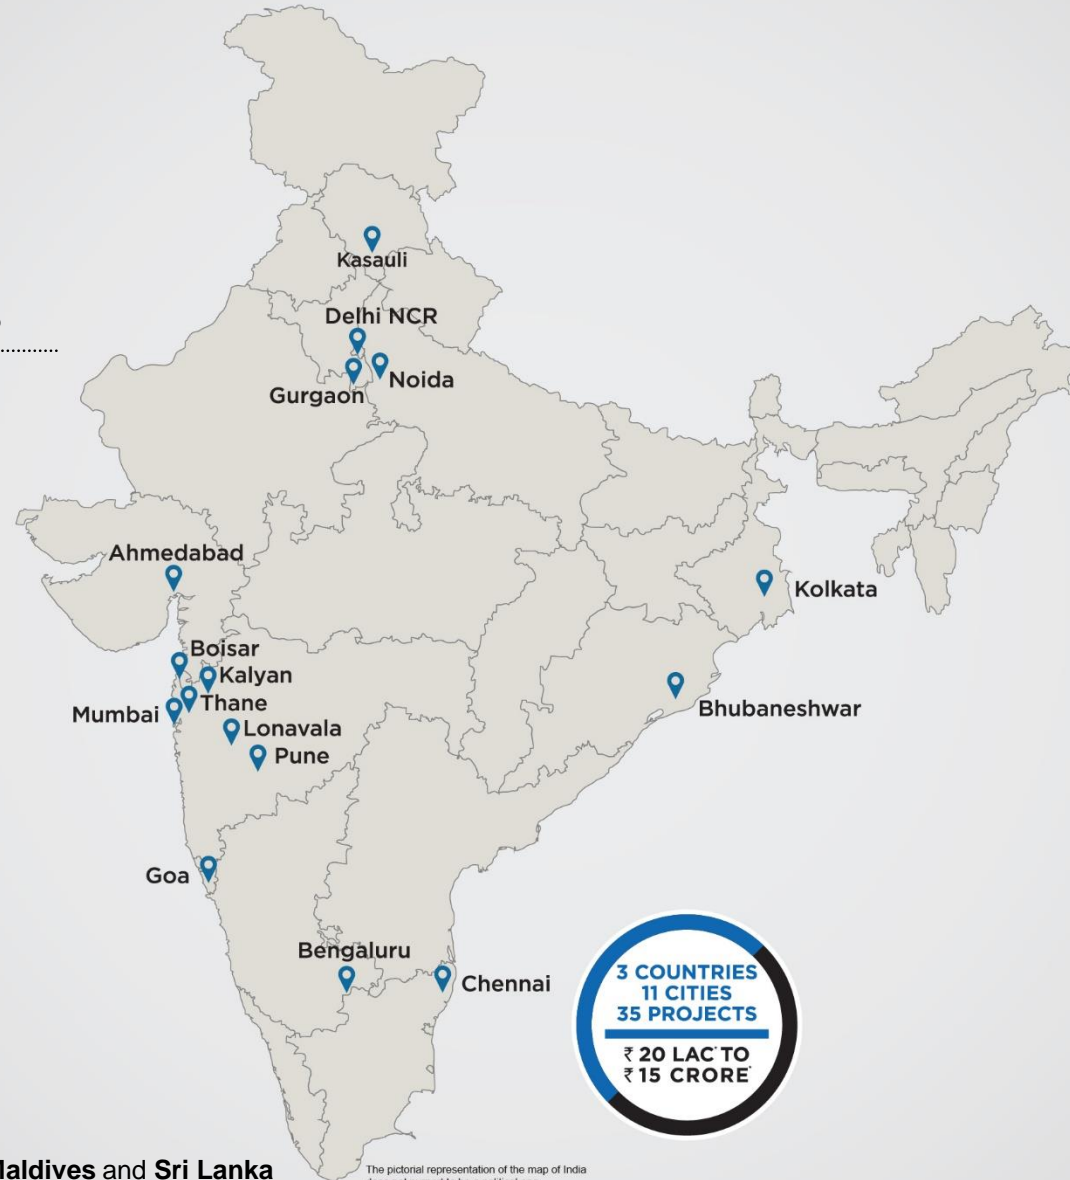 Kasauli
Delhi NCR
Noida
Gurgaon
Ahmedabad
Kolkata
Boisar
Kalyan
Thane
Mumbai
Bhubaneshwar
Lonavala
Pune
Goa
Bengaluru
Chennai
3 COUNTRIES
11 CITIES
35 PROJECTS
₹ 20 LAC* TO
₹ 15 CRORE*
Maldives and Sri Lanka
The pictorial representation of the map of India